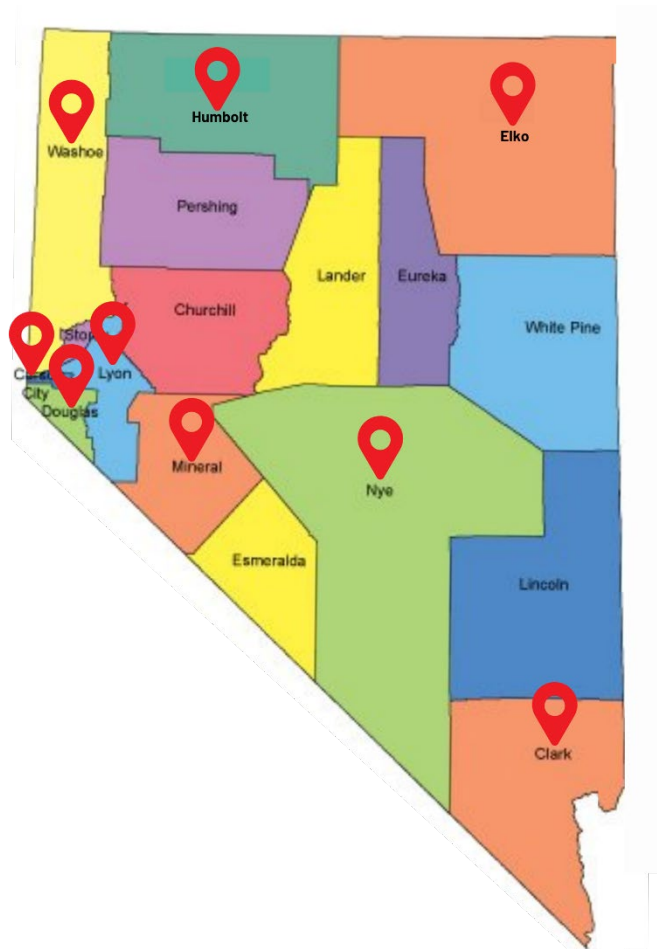 Humbolt
Elko
Washoe
Pershing
Lander
Eureka
Churchill
White Pine
Lyon
City
Douglas
Mineral
Nye
Esmeralda
Lincoln
Clark